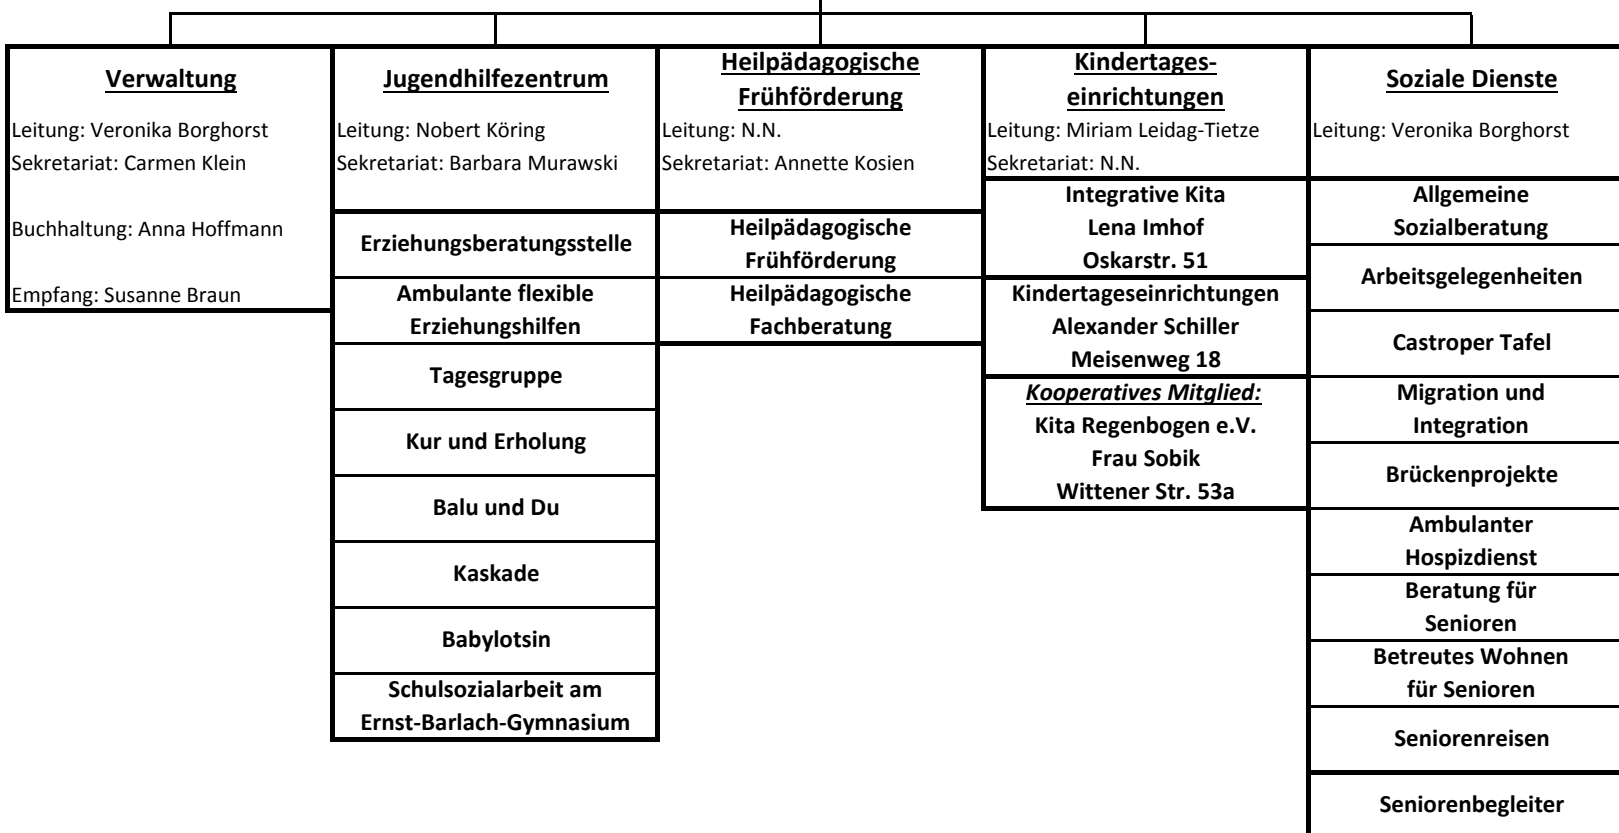 Verwaltung
Leitung: Veronika Borghorst
Sekretariat: Carmen Klein
Buchhaltung: Anna Hoffmann
Empfang: Susanne Braun
Jugendhilfezentrum
Leitung: Nobert Köring
Sekretariat: Barbara Murawski
Erziehungsberatungsstelle
Ambulante flexible
Erziehungshilfen
Tagesgruppe
Kur und Erholung
Balu und Du
Kaskade
Babylotsin
Schulsozialarbeit am
Ernst-Barlach-Gymnasium
Heilpädagogische
Frühförderung
Leitung: N.N.
Sekretariat: Annette Kosien
Heilpädagogische
Frühförderung
Heilpädagogische
Fachberatung
Kindertages-
einrichtungen
Leitung: Miriam Leidag-Tietze
Sekretariat: N.N.
Integrative Kita
Lena Imhof
Oskarstr. 51
Kindertageseinrichtungen
Alexander Schiller
Meisenweg 18
Kooperatives Mitglied:
Kita Regenbogen e.V.
Frau Sobik
Wittener Str. 53a
Soziale Dienste
Leitung: Veronika Borghorst
Allgemeine
Sozialberatung
Arbeitsgelegenheiten
Castroper Tafel
Migration und
Integration
Brückenprojekte
Ambulanter
Hospizdienst
Beratung für
Senioren
Betreutes Wohnen
für Senioren
Seniorenreisen
Seniorenbegleiter